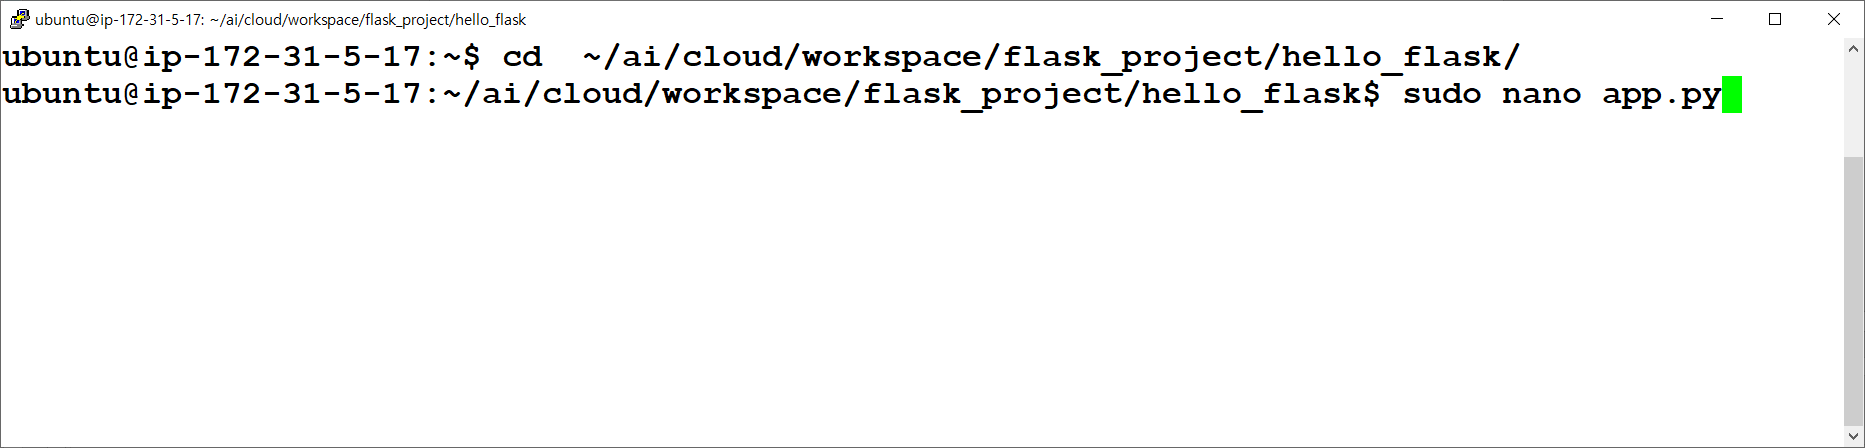 ubuntu@ip-172-31-5-17: ~/ai/cloud/workspace/flask_project/hello_flask
ubuntu@ip-172-31-5-17:~$ cd  ~/ai/cloud/workspace/flask_project/hello_flask/
ubuntu@ip-172-31-5-17:~/ai/cloud/workspace/flask_project/hello_flask$ sudo nano app.py